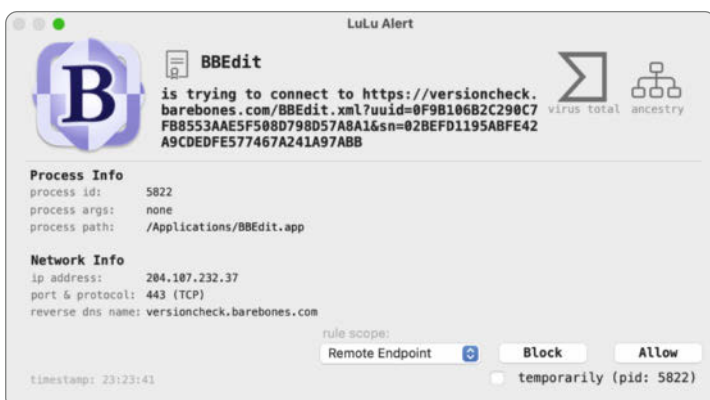 LuLu Alert
B
BBEdit
is trying to connect to https://versioncheck.
barebones.com/BBEdit.xml?uuid=0F9B106B2C290C7
FB8553AAE5F508D798D57A8A1&sn=02BEFD1195ABFE42
A9CDEDFE577467A241A97ABB
virus total
ancestry
Process Info
process id: 5822
process args: none
process path: /Applications/BBEdit.app
Network Info
ip address: 204.107.232.37
port & protocol: 443 (TCP)
reverse dns name: versioncheck.barebones.com
rule scope:
Remote Endpoint
Block
Allow
timestamp: 23:23:41
temporarily (pid: 5822)